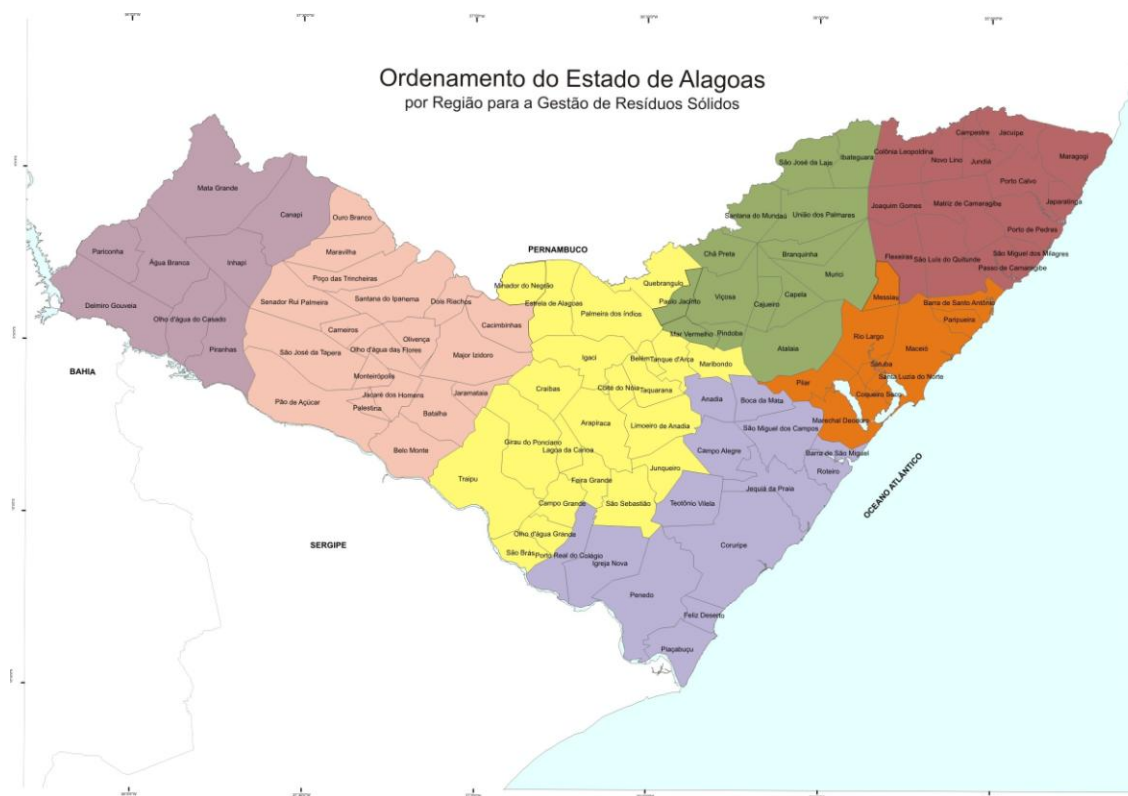 Ordenamento do Estado de Alagoas
por Região para a Gestão de Resíduos Sólidos
Campestre
Jacuípe
Colônia Leopoldina
Ibateguara
São José da Laje
Novo Lino
Jundiá
Maragogi
Porto Calvo
Mata Grande
Canapi
Ouro Branco
Santana do Mundaú
União dos Palmares
Joaquim Gomes
Matriz de Camaragibe
Japaratinga
Porto de Pedras
Pariconha
Água Branca
Inhapi
Maravilha
PERNAMBUCO
Chã Preta
Branquinha
Flexeiras
São Luís do Quitunde
São Miguel dos Milagres
Passo de Camaragibe
Poço das Trincheiras
Minador do Negrão
Quebrangulo
Murici
Delmiro Gouveia
Olho d'água do Casado
Senador Rui Palmeira
Santana do Ipanema
Dois Riachos
Estrela de Alagoas
Palmeira dos Índios
Paulo Jacinto
Viçosa
Cajueiro
Capela
Messias
Barra de Santo Antônio
Paripueira
Carneiros
Olivença
Cacimbinhas
Mar Vermelho
Pindoba
Rio Largo
Maceió
Piranhas
São José da Tapera
Olho d'água das Flores
Major Izidoro
Igaci
Belém
Tanque d'Arca
Maribondo
Atalaia
Satuba
Santa Luzia do Norte
BAHIA
Monteirópolis
Jacaré dos Homens
Jaramataia
Craíbas
Coité do Nóia
Taquarana
Pilar
Coqueiro Seco
Pão de Açúcar
Palestina
Batalha
Anadia
Boca da Mata
Marechal Deodoro
Arapiraca
Limoeiro de Anadia
São Miguel dos Campos
Belo Monte
Girau do Ponciano
Lagoa da Canoa
Campo Alegre
Barra de São Miguel
Roteiro
Traipu
Feira Grande
Junqueiro
Jequiá da Praia
OCEANO ATLÂNTICO
Campo Grande
São Sebastião
Teotônio Vilela
Olho d'água Grande
SERGIPE
São Brás
Porto Real do Colégio
Igreja Nova
Coruripe
Penedo
Feliz Deserto
Piaçabuçu